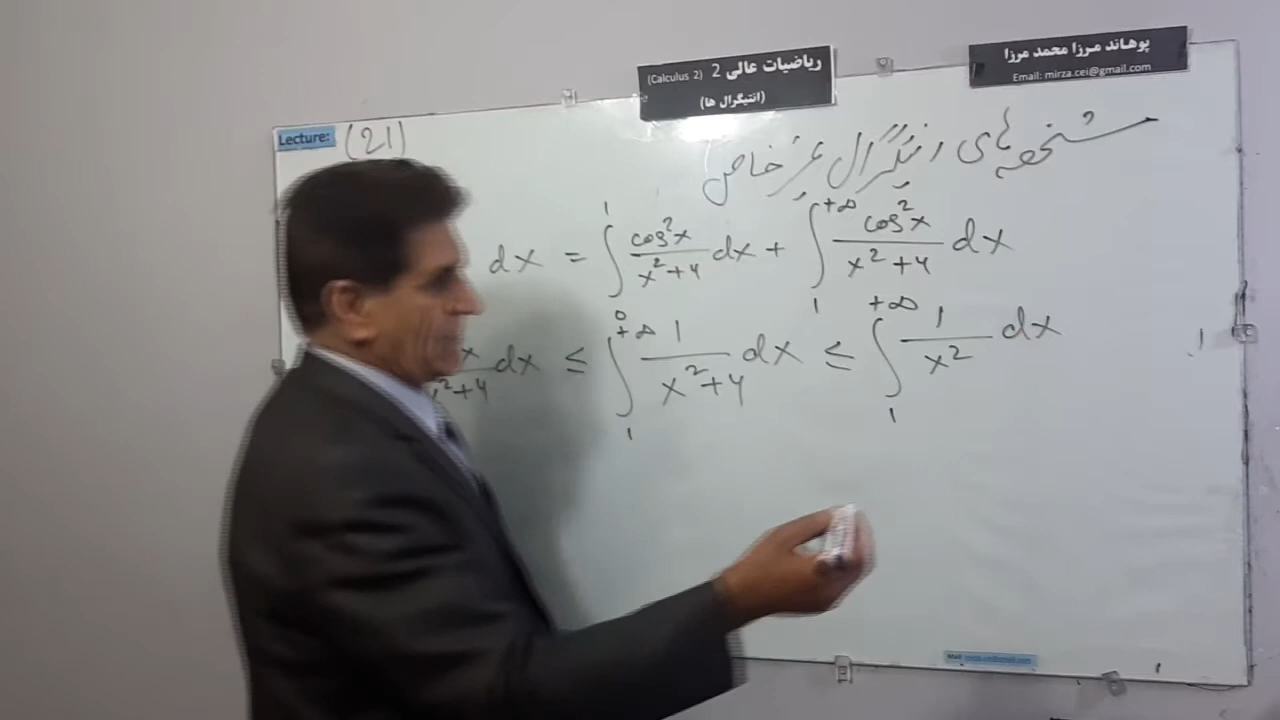 ریاضیات عالی 2 (Calculus 2)
(انتیگرال ها)
پوهاند مرزا محمد مرزا
Email: mirza.cei@gmail.com
Lecture: (21)
مشخصه های انتیگرال غیر خاص
dx = ∫₀¹ cos²x/(x²+4) dx + ∫₁^{+∞} cos²x/(x²+4) dx
x/(x²+4) dx ≤ ∫₁^{+∞} 1/(x²+4) dx ≤ ∫₁^{+∞} 1/x² dx